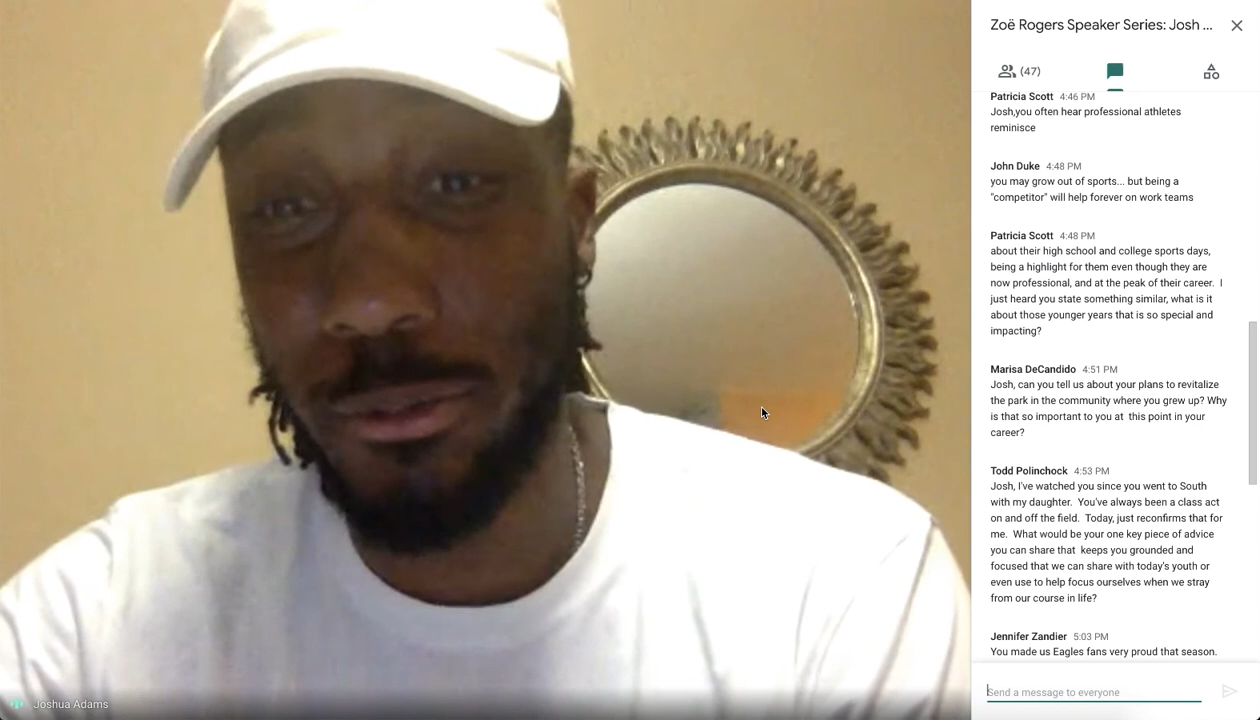 Zoë Rogers Speaker Series: Josh ...
(47)
Patricia Scott 4:46 PM
Josh,you often hear professional athletes
reminisce
John Duke 4:48 PM
you may grow out of sports... but being a
"competitor" will help forever on work teams
Patricia Scott 4:48 PM
about their high school and college sports days,
being a highlight for them even though they are
now professional, and at the peak of their career. I
just heard you state something similar, what is it
about those younger years that is so special and
impacting?
Marisa DeCandido 4:51 PM
Josh, can you tell us about your plans to revitalize
the park in the community where you grew up? Why
is that so important to you at this point in your
career?
Todd Polinchock 4:53 PM
Josh, I've watched you since you went to South
with my daughter. You've always been a class act
on and off the field. Today, just reconfirms that for
me. What would be your one key piece of advice
you can share that keeps you grounded and
focused that we can share with today's youth or
even use to help focus ourselves when we stray
from our course in life?
Jennifer Zandier 5:03 PM
You made us Eagles fans very proud that season.
Send a message to everyone
Joshua Adams